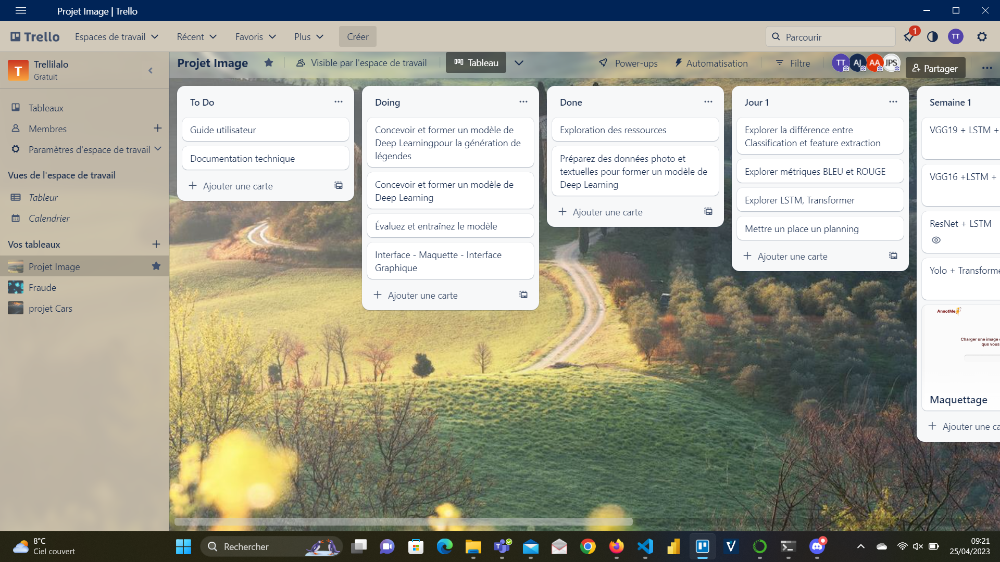 Projet Image | Trello
Trello
Espaces de travail
Récent
Favoris
Plus
Créer
Parcourir
1
TT
T
Trellilalo
Gratuit
Projet Image
Visible par l'espace de travail
Tableau
Power-ups
Automatisation
Filtre
TT
AJ
AA
JPS
Partager
Tableaux
Membres
Paramètres d'espace de travail
Vues de l'espace de travail
Tableur
Calendrier
Vos tableaux
Projet Image
Fraude
projet Cars
To Do
Guide utilisateur
Documentation technique
Ajouter une carte
Doing
Concevoir et former un modèle de
Deep Learningpour la génération de
légendes
Concevoir et former un modèle de
Deep Learning
Évaluez et entraînez le modèle
Interface - Maquette - Interface
Graphique
Ajouter une carte
Done
Exploration des ressources
Préparez des données photo et
textuelles pour former un modèle de
Deep Learning
Ajouter une carte
Jour 1
Explorer la différence entre
Classification et feature extraction
Explorer métriques BLEU et ROUGE
Explorer LSTM, Transformer
Mettre un place un planning
Ajouter une carte
Semaine 1
VGG19 + LSTM +
VGG16 +LSTM +
ResNet + LSTM
Yolo + Transforme
AnnotMe
Charger une image
que vous
Maquettage
Ajouter une ca
8°C
Ciel couvert
Rechercher
09:21
25/04/2023